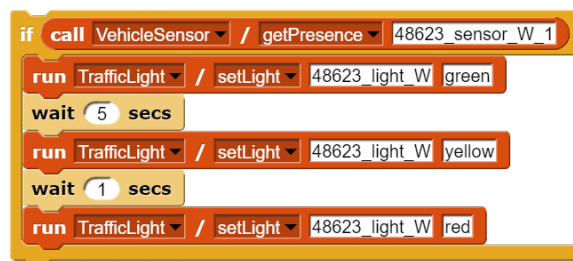 if call VehicleSensor / getPresence 48623_sensor_W_1
run TrafficLight / setLight 48623_light_W green
wait 5 secs
run TrafficLight / setLight 48623_light_W yellow
wait 1 secs
run TrafficLight / setLight 48623_light_W red